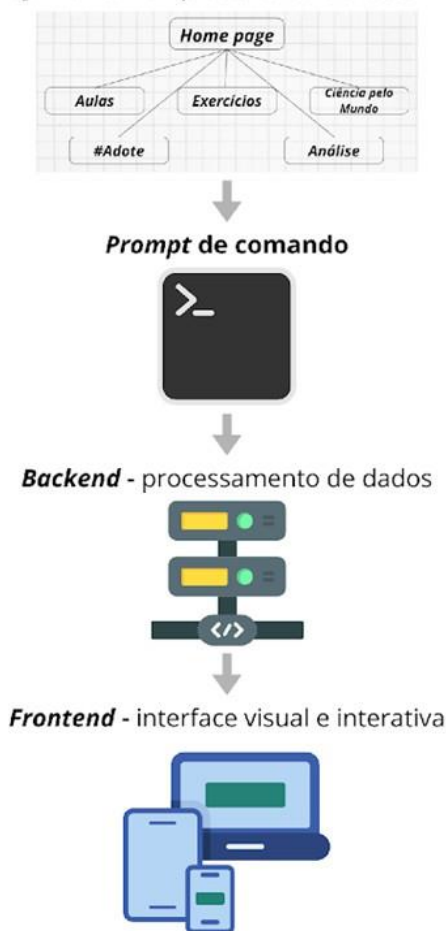 Home page
Aulas
Exercícios
Ciência pelo
Mundo
#Adote
Análise
Prompt de comando
>_
Backend - processamento de dados
</>
Frontend - interface visual e interativa